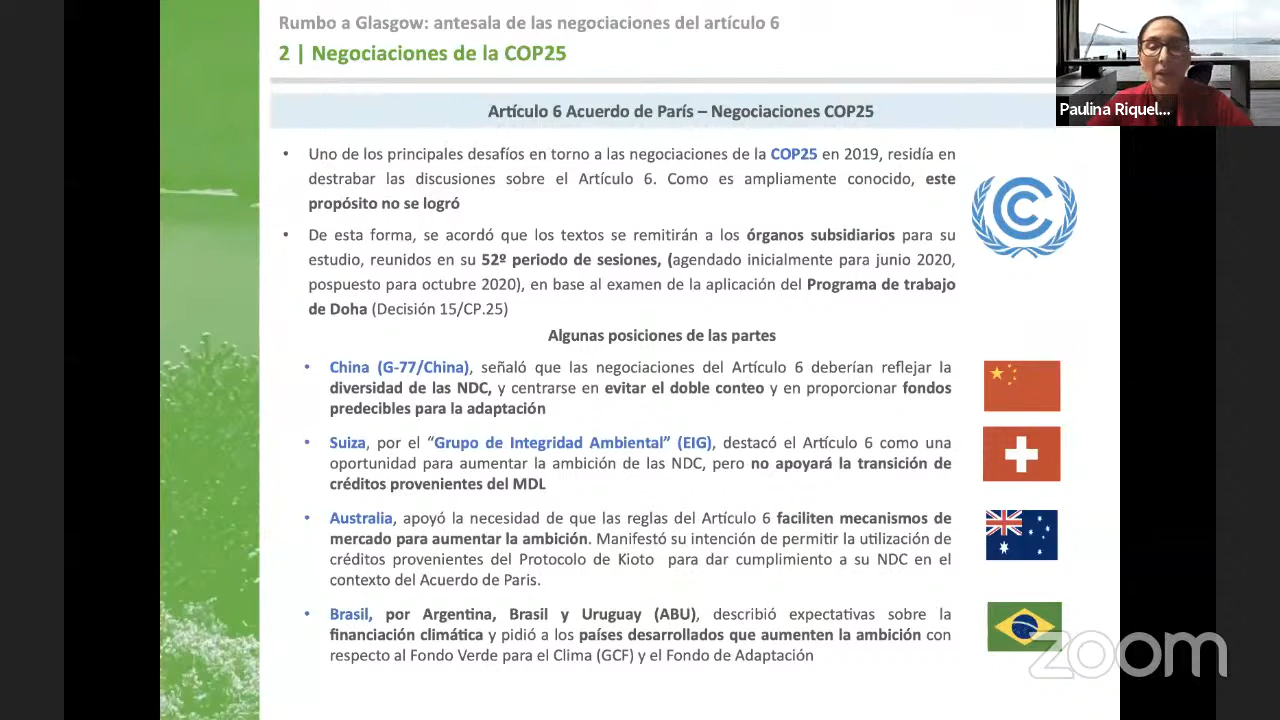 Rumbo a Glasgow: antesala de las negociaciones del artículo 6
2 | Negociaciones de la COP25
Paulina Riquel...
Artículo 6 Acuerdo de París – Negociaciones COP25
• Uno de los principales desafíos en torno a las negociaciones de la COP25 en 2019, residía en
destrabar las discusiones sobre el Artículo 6. Como es ampliamente conocido, este
propósito no se logró
• De esta forma, se acordó que los textos se remitirán a los órganos subsidiarios para su
estudio, reunidos en su 52º periodo de sesiones, (agendado inicialmente para junio 2020,
pospuesto para octubre 2020), en base al examen de la aplicación del Programa de trabajo
de Doha (Decisión 15/CP.25)
Algunas posiciones de las partes
• China (G-77/China), señaló que las negociaciones del Artículo 6 deberían reflejar la
diversidad de las NDC, y centrarse en evitar el doble conteo y en proporcionar fondos
predecibles para la adaptación
• Suiza, por el “Grupo de Integridad Ambiental” (EIG), destacó el Artículo 6 como una
oportunidad para aumentar la ambición de las NDC, pero no apoyará la transición de
créditos provenientes del MDL
• Australia, apoyó la necesidad de que las reglas del Artículo 6 faciliten mecanismos de
mercado para aumentar la ambición. Manifestó su intención de permitir la utilización de
créditos provenientes del Protocolo de Kioto para dar cumplimiento a su NDC en el
contexto del Acuerdo de Paris.
• Brasil, por Argentina, Brasil y Uruguay (ABU), describió expectativas sobre la
financiación climática y pidió a los países desarrollados que aumenten la ambición con
respecto al Fondo Verde para el Clima (GCF) y el Fondo de Adaptación
zoom